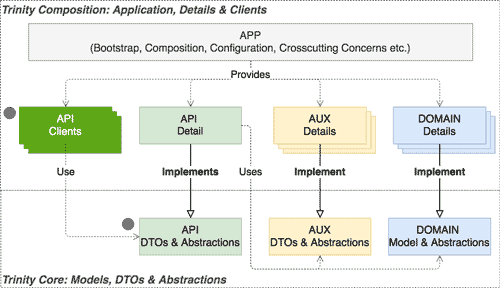 Trinity Composition: Application, Details & Clients
APP
(Bootstrap, Composition, Configuration, Crosscutting Concerns etc.)
Provides
API
Clients
API
Detail
AUX
Details
DOMAIN
Details
Use
Implements
Uses
Implement
Implement
API
DTOs & Abstractions
AUX
DTOs & Abstractions
DOMAIN
Model & Abstractions
Trinity Core: Models, DTOs & Abstractions